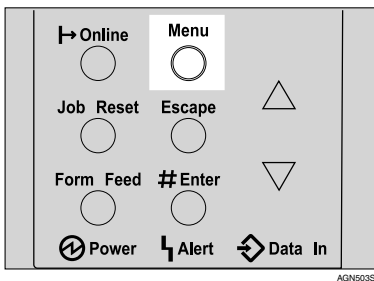 Online Menu
Job Reset Escape
Form Feed #Enter
Power Alert Data In
AGN503S